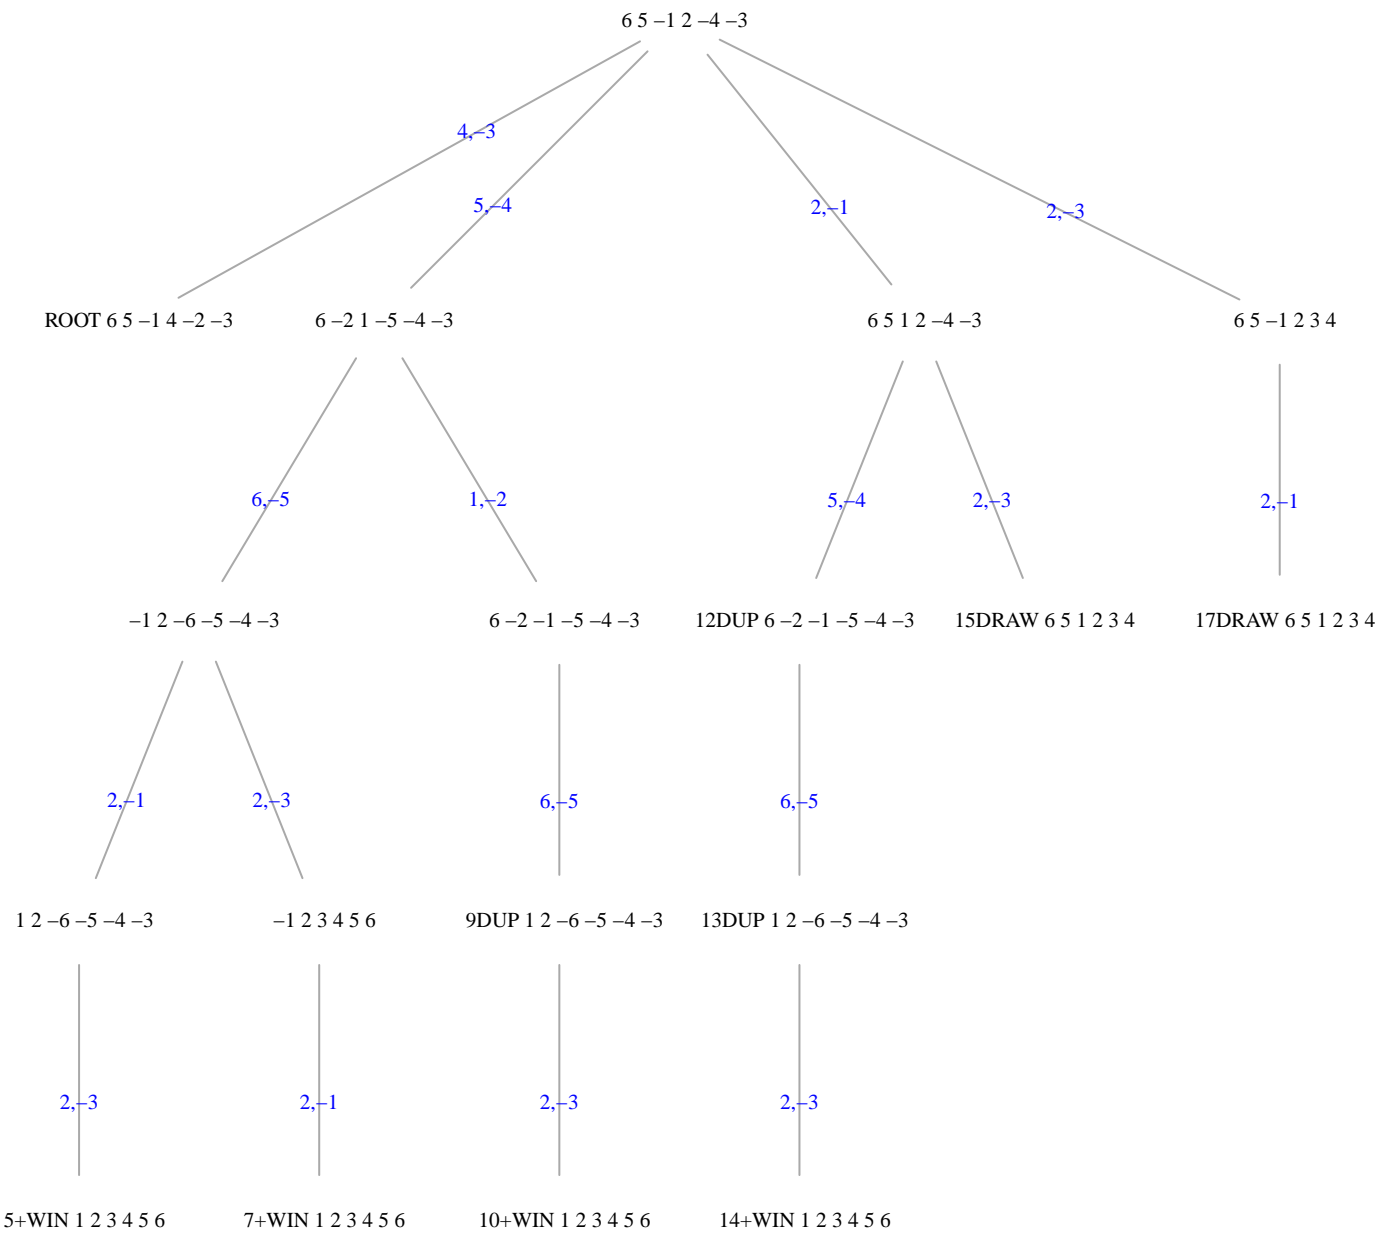 6 5 –1 2 –4 –3
4,–3
5,–4
2,–1
2,–3
ROOT 6 5 –1 4 –2 –3
6 –2 1 –5 –4 –3
6 5 1 2 –4 –3
6 5 –1 2 3 4
6,–5
1,–2
5,–4
2,–3
2,–1
–1 2 –6 –5 –4 –3
6 –2 –1 –5 –4 –3
12DUP 6 –2 –1 –5 –4 –3
15DRAW 6 5 1 2 3 4
17DRAW 6 5 1 2 3 4
2,–1
2,–3
6,–5
6,–5
1 2 –6 –5 –4 –3
–1 2 3 4 5 6
9DUP 1 2 –6 –5 –4 –3
13DUP 1 2 –6 –5 –4 –3
2,–3
2,–1
2,–3
2,–3
5+WIN 1 2 3 4 5 6
7+WIN 1 2 3 4 5 6
10+WIN 1 2 3 4 5 6
14+WIN 1 2 3 4 5 6